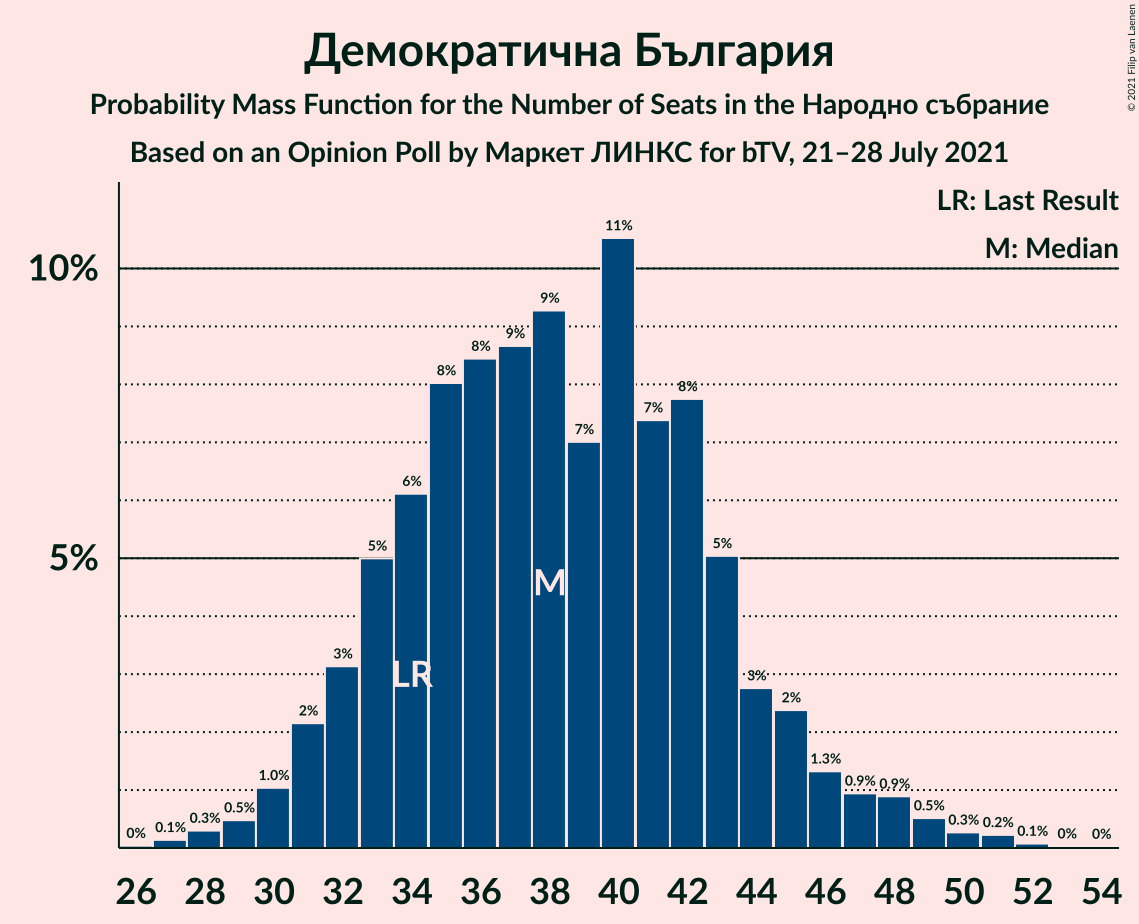 Демократична България
Probability Mass Function for the Number of Seats in the Народно събрание
Based on an Opinion Poll by Маркет ЛИНКС for bTV, 21–28 July 2021
© 2021 Filip van Laenen
LR: Last Result
M: Median
10%
5%
0% 0.1% 0.3% 0.5% 1.0% 2% 3% 5% 6% 8% 8% 9% 9% 7% 11% 7% 8% 5% 3% 2% 1.3% 0.9% 0.9% 0.5% 0.3% 0.2% 0.1% 0% 0%
M
LR
26 28 30 32 34 36 38 40 42 44 46 48 50 52 54